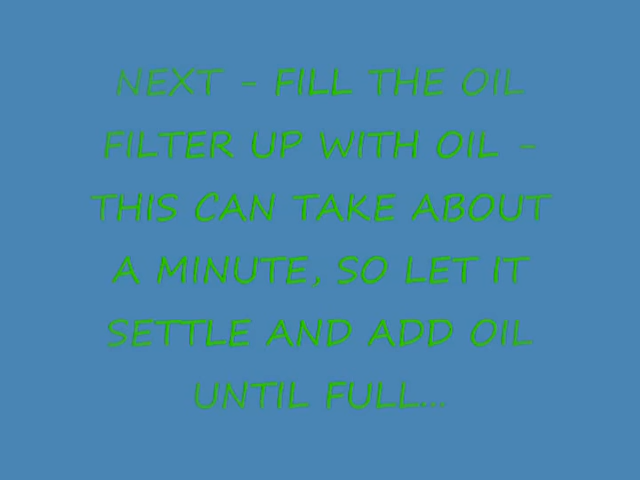 NEXT - FILL THE OIL
FILTER UP WITH OIL -
THIS CAN TAKE ABOUT
A MINUTE, SO LET IT
SETTLE AND ADD OIL
UNTIL FULL...